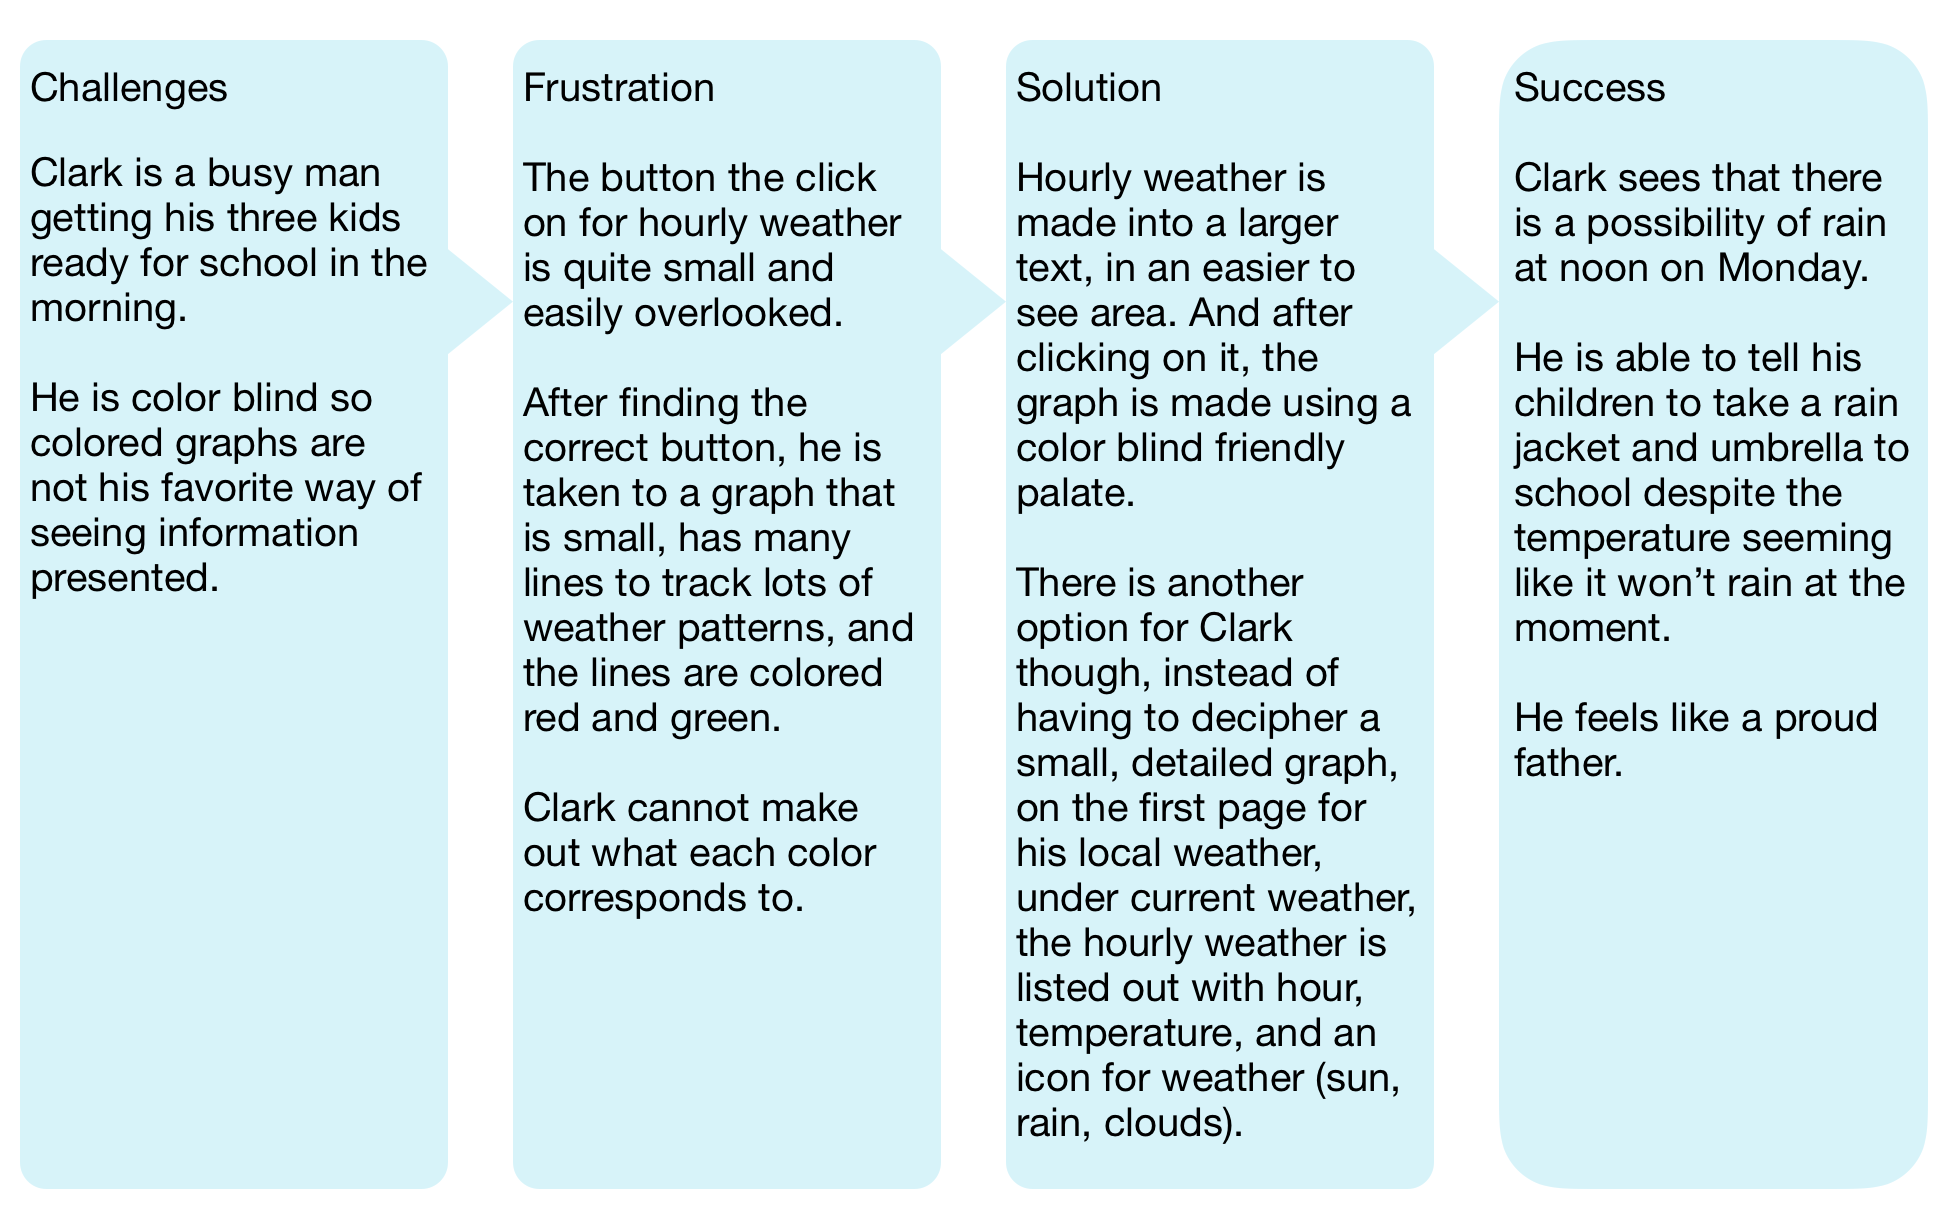 Challenges
Clark is a busy man
getting his three kids
ready for school in the
morning.
He is color blind so
colored graphs are
not his favorite way of
seeing information
presented.
Frustration
The button the click
on for hourly weather
is quite small and
easily overlooked.
After finding the
correct button, he is
taken to a graph that
is small, has many
lines to track lots of
weather patterns, and
the lines are colored
red and green.
Clark cannot make
out what each color
corresponds to.
Solution
Hourly weather is
made into a larger
text, in an easier to
see area. And after
clicking on it, the
graph is made using a
color blind friendly
palate.
There is another
option for Clark
though, instead of
having to decipher a
small, detailed graph,
on the first page for
his local weather,
under current weather,
the hourly weather is
listed out with hour,
temperature, and an
icon for weather (sun,
rain, clouds).
Success
Clark sees that there
is a possibility of rain
at noon on Monday.
He is able to tell his
children to take a rain
jacket and umbrella to
school despite the
temperature seeming
like it won’t rain at the
moment.
He feels like a proud
father.